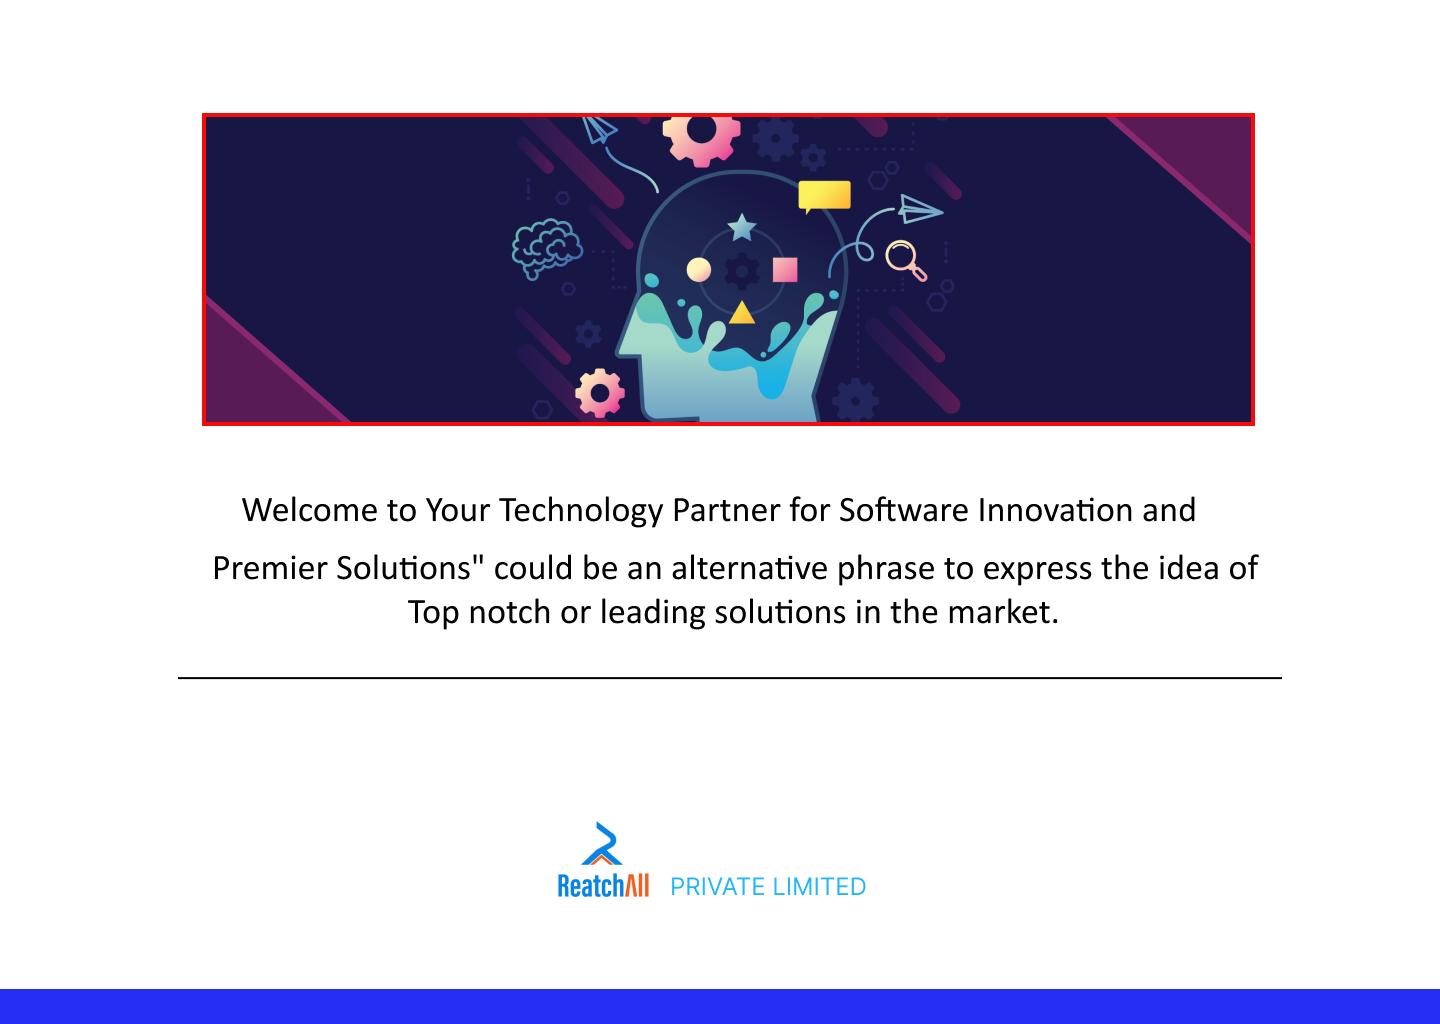 Welcome to Your Technology Partner for Software Innovation and
Premier Solutions" could be an alternative phrase to express the idea of
Top notch or leading solutions in the market.
ReatchAll PRIVATE LIMITED